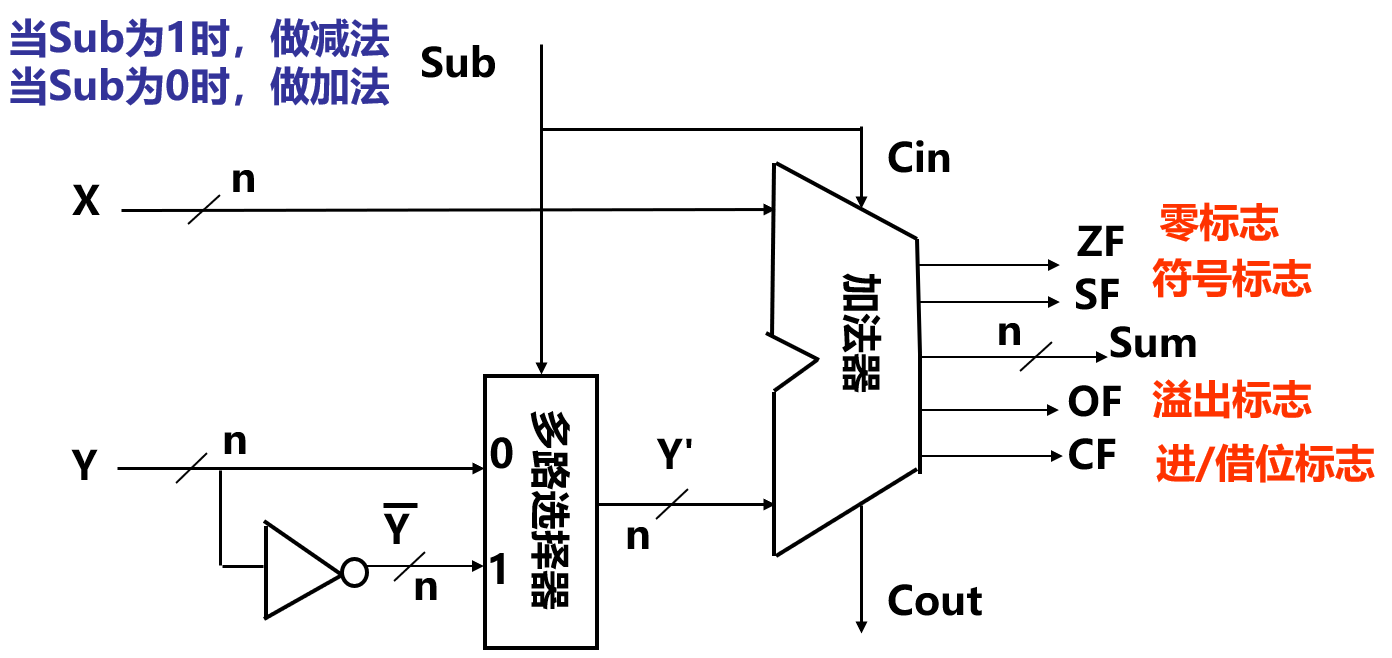 当Sub为1时，做减法
当Sub为0时，做加法
Sub
Cin
X
n
ZF
零标志
SF
符号标志
加法器
n
Sum
OF
溢出标志
CF
进/借位标志
Y
n
0
多路选择器
Y'
n
Y̅
n
1
Cout